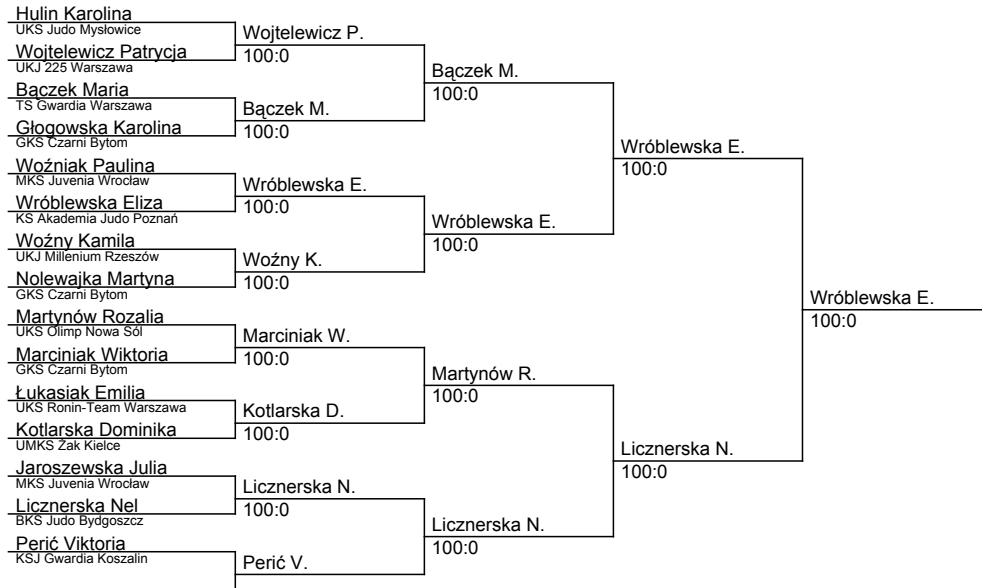 Hulin Karolina
UKS Judo Mysłowice
Wojtelewicz Patrycja
UKJ 225 Warszawa
Bączek Maria
TS Gwardia Warszawa
Głogowska Karolina
GKS Czarni Bytom
Woźniak Paulina
MKS Juvenia Wrocław
Wróblewska Eliza
KS Akademia Judo Poznań
Woźny Kamila
UKJ Millenium Rzeszów
Nolewajka Martyna
GKS Czarni Bytom
Martynów Rozalia
UKS Olimp Nowa Sól
Marciniak Wiktoria
GKS Czarni Bytom
Łukasiak Emilia
UKS Ronin-Team Warszawa
Kotlarska Dominika
UMKS Żak Kielce
Jaroszewska Julia
MKS Juvenia Wrocław
Licznerska Nel
BKS Judo Bydgoszcz
Perić Viktoria
KSJ Gwardia Koszalin
Wojtelewicz P.
100:0
Bączek M.
100:0
Wróblewska E.
100:0
Woźny K.
100:0
Marciniak W.
100:0
Kotlarska D.
100:0
Licznerska N.
100:0
Perić V.
Bączek M.
100:0
Wróblewska E.
100:0
Martynów R.
100:0
Licznerska N.
100:0
Wróblewska E.
100:0
Licznerska N.
100:0
Wróblewska E.
100:0